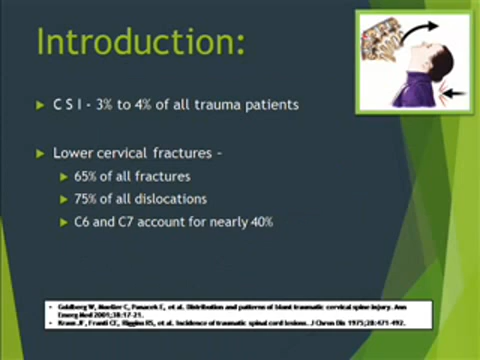 Introduction:
C S I - 3% to 4% of all trauma patients
Lower cervical fractures –
65% of all fractures
75% of all dislocations
C6 and C7 account for nearly 40%
Goldberg W, Mueller C, Panacek E, et al. Distribution and patterns of blunt traumatic cervical spine injury. Ann
Emerg Med 2001;38:17-21.
Kraus JF, Franti CE, Riggins RS, et al. Incidence of traumatic spinal cord lesions. J Chron Dis 1975;28:471-492.